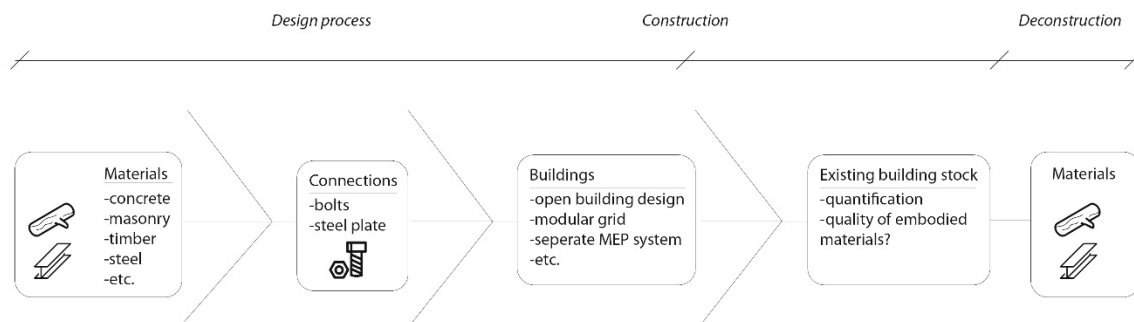 Design process
Construction
Deconstruction
Materials
-concrete
-masonry
-timber
-steel
-etc.
Connections
-bolts
-steel plate
Buildings
-open building design
-modular grid
-seperate MEP system
-etc.
Existing building stock
-quantification
-quality of embodied
materials?
Materials